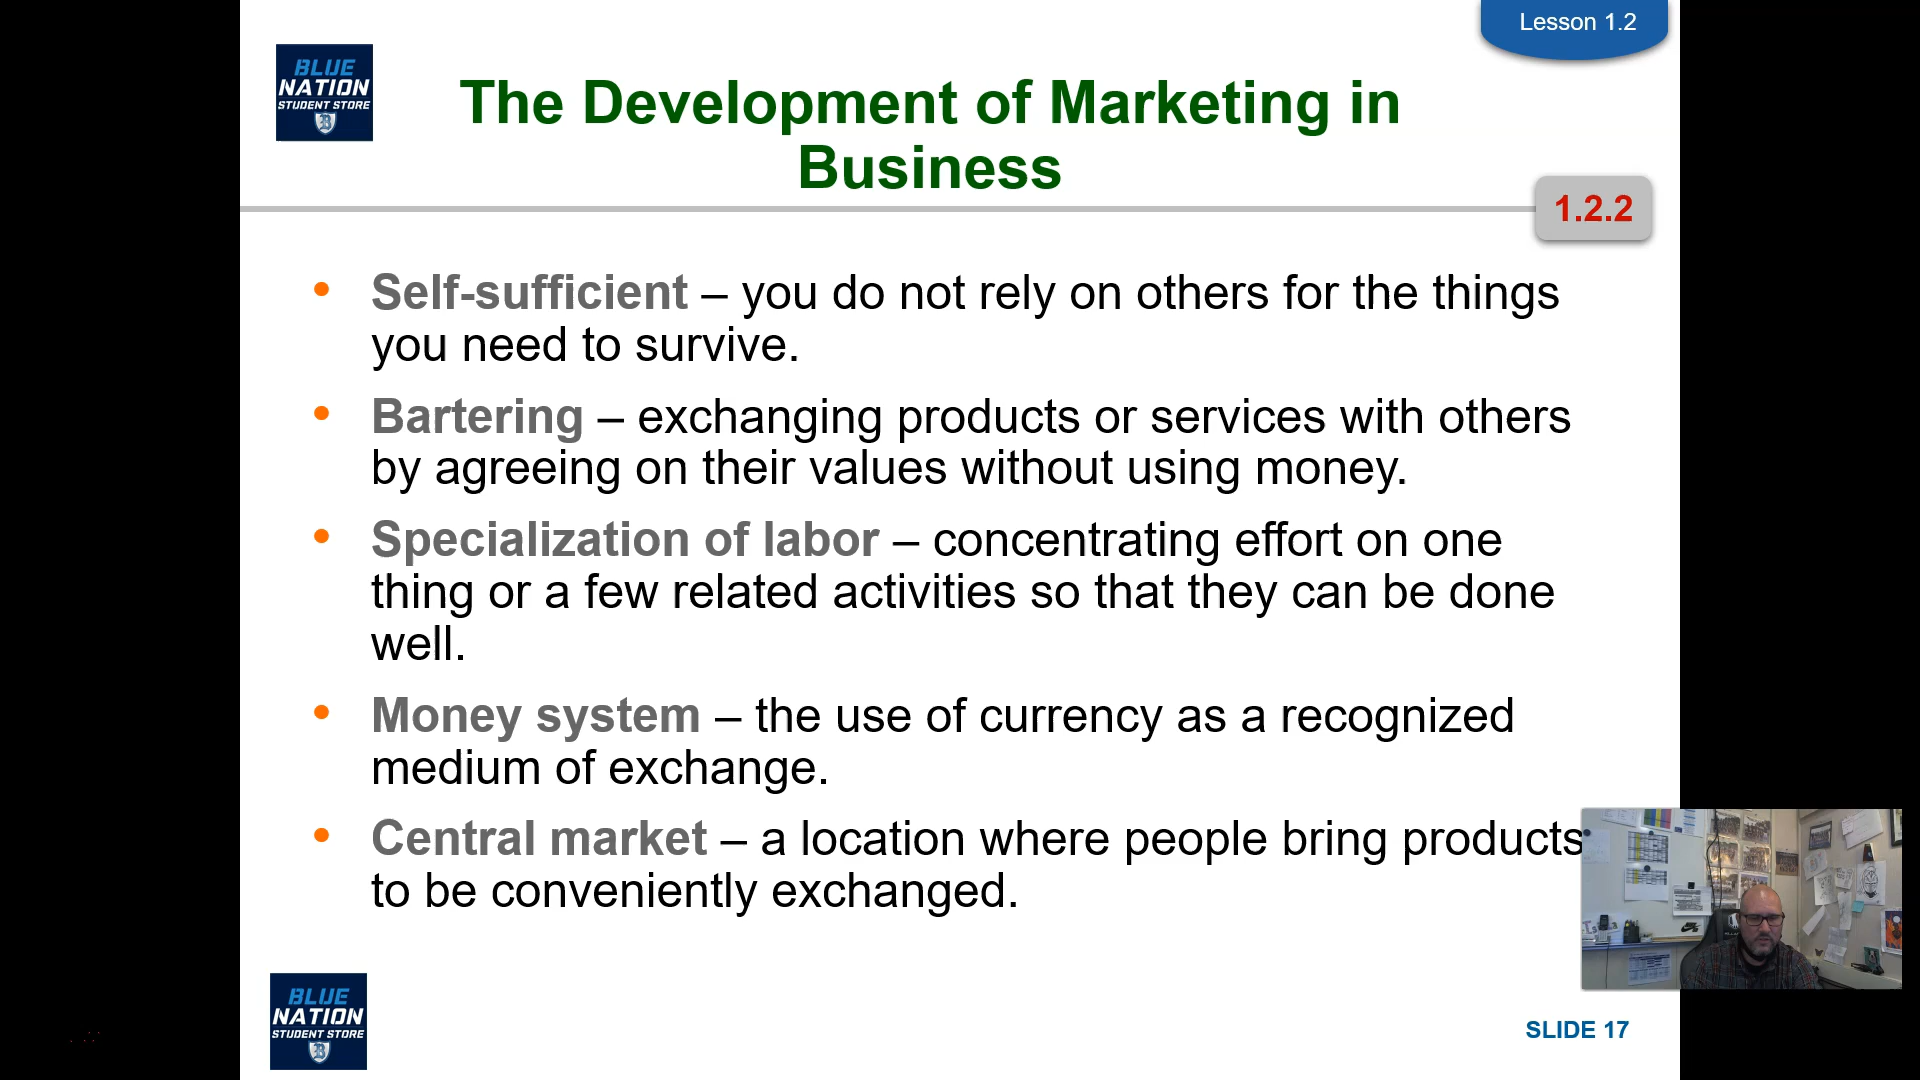 Lesson 1.2
BLUE
NATION
STUDENT STORE
B
The Development of Marketing in
Business
1.2.2
• Self-sufficient – you do not rely on others for the things
you need to survive.
• Bartering – exchanging products or services with others
by agreeing on their values without using money.
• Specialization of labor – concentrating effort on one
thing or a few related activities so that they can be done
well.
• Money system – the use of currency as a recognized
medium of exchange.
• Central market – a location where people bring products
to be conveniently exchanged.
BLUE
NATION
STUDENT STORE
B
SLIDE 17